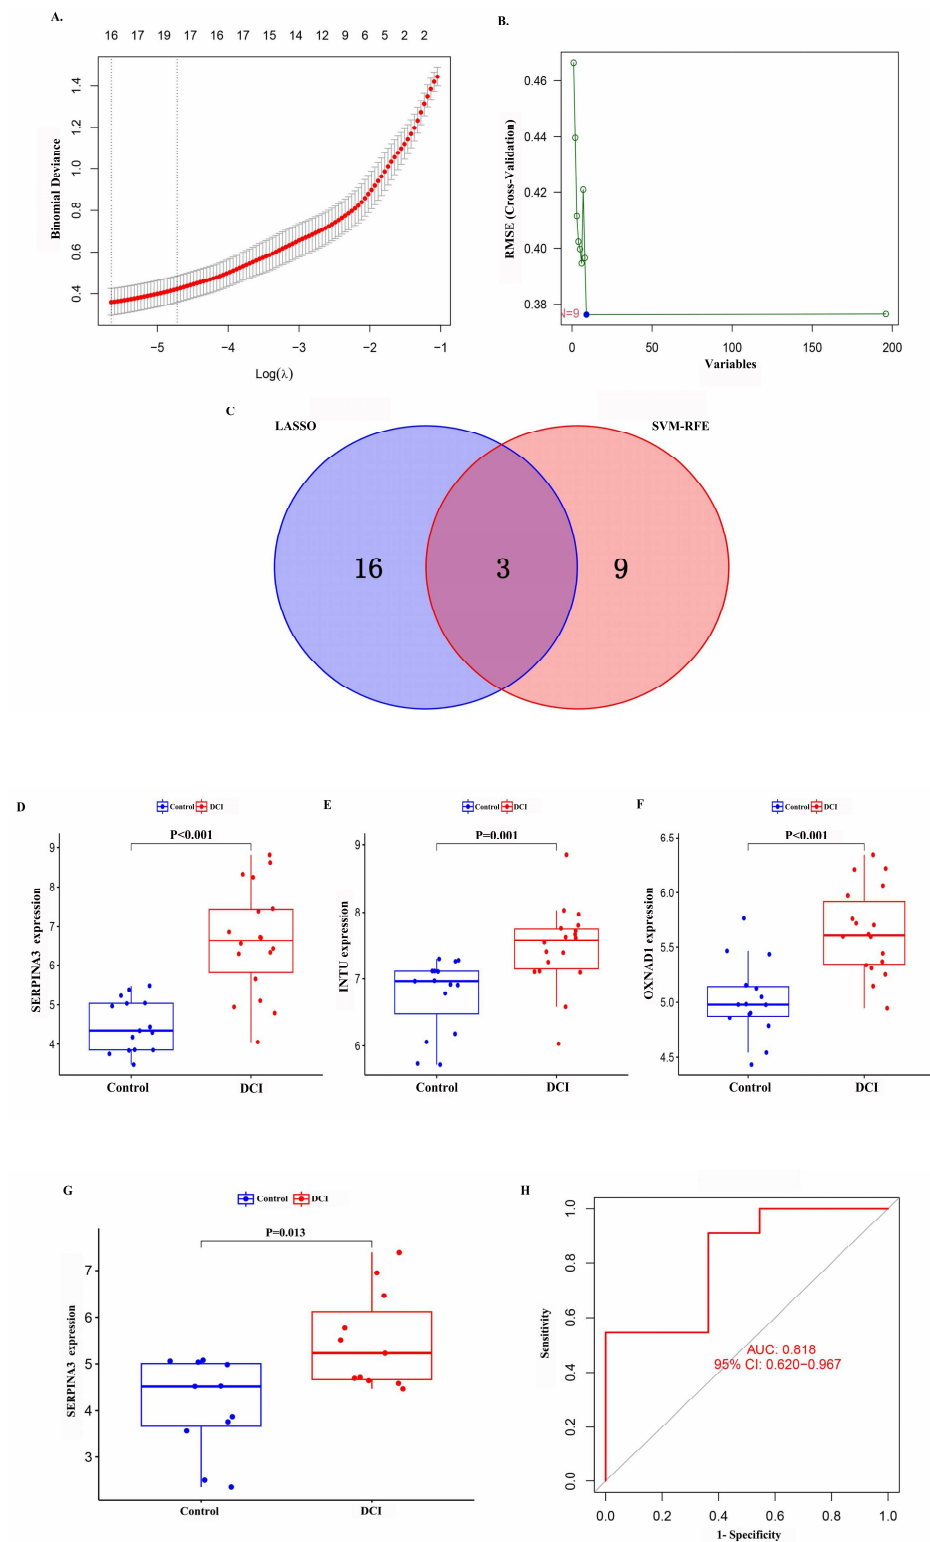 A.
16 17 19 17 16 17 15 14 12 9 6 5 2 2
Binomial Deviance
1.4
1.2
1.0
0.8
0.6
0.4
−5 −4 −3 −2 −1
Log(λ)
B.
RMSE (Cross-Validation)
0.46
0.44
0.42
0.40
0.38
N=9
0 50 100 150 200
Variables
C
LASSO
SVM-RFE
16
3
9
D
Control DCI
P<0.001
SERPINA3 expression
9
8
7
6
5
4
Control DCI
E
Control DCI
P=0.001
INTU expression
9
8
7
6
Control DCI
F
Control DCI
P<0.001
OXNAD1 expression
6.5
6.0
5.5
5.0
4.5
Control DCI
G
Control DCI
P=0.013
SERPINA3 expression
7
6
5
4
3
Control DCI
H
Sensitivity
1.0
0.8
0.6
0.4
0.2
0.0
AUC: 0.818
95% CI: 0.620−0.967
0.0 0.2 0.4 0.6 0.8 1.0
1- Specificity